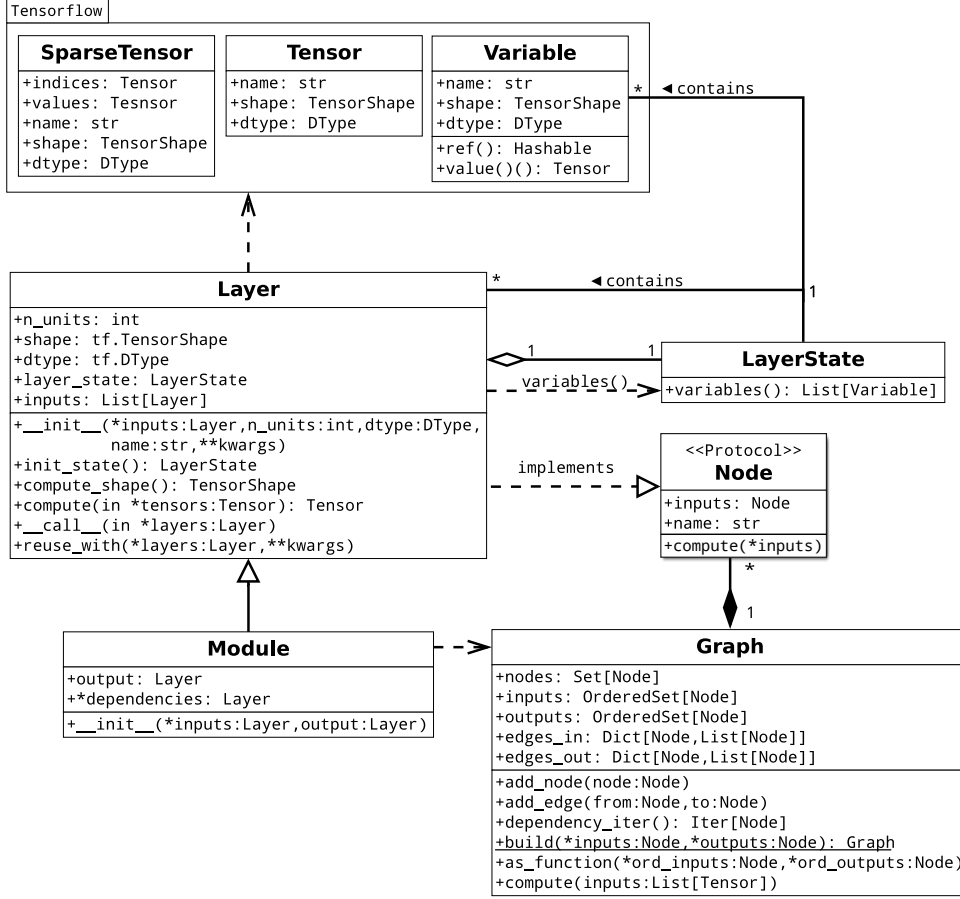 Tensorflow
SparseTensor
+indices: Tensor
+values: Tesnsor
+name: str
+shape: TensorShape
+dtype: DType
Tensor
+name: str
+shape: TensorShape
+dtype: DType
Variable
+name: str
+shape: TensorShape
+dtype: DType
+ref(): Hashable
+value()(): Tensor
*
◄ contains
Layer
+n_units: int
+shape: tf.TensorShape
+dtype: tf.DType
+layer_state: LayerState
+inputs: List[Layer]
+__init__(*inputs:Layer,n_units:int,dtype:DType,
name:str,**kwargs)
+init_state(): LayerState
+compute_shape(): TensorShape
+compute(in *tensors:Tensor): Tensor
+__call__(in *layers:Layer)
+reuse_with(*layers:Layer,**kwargs)
*
◄ contains
1
1
1
variables()
LayerState
+variables(): List[Variable]
implements
<<Protocol>>
Node
+inputs: Node
+name: str
+compute(*inputs)
*
1
Module
+output: Layer
+*dependencies: Layer
+__init__(*inputs:Layer,output:Layer)
Graph
+nodes: Set[Node]
+inputs: OrderedSet[Node]
+outputs: OrderedSet[Node]
+edges_in: Dict[Node,List[Node]]
+edges_out: Dict[Node,List[Node]]
+add_node(node:Node)
+add_edge(from:Node,to:Node)
+dependency_iter(): Iter[Node]
+build(*inputs:Node,*outputs:Node): Graph
+as_function(*ord_inputs:Node,*ord_outputs:Node)
+compute(inputs:List[Tensor])